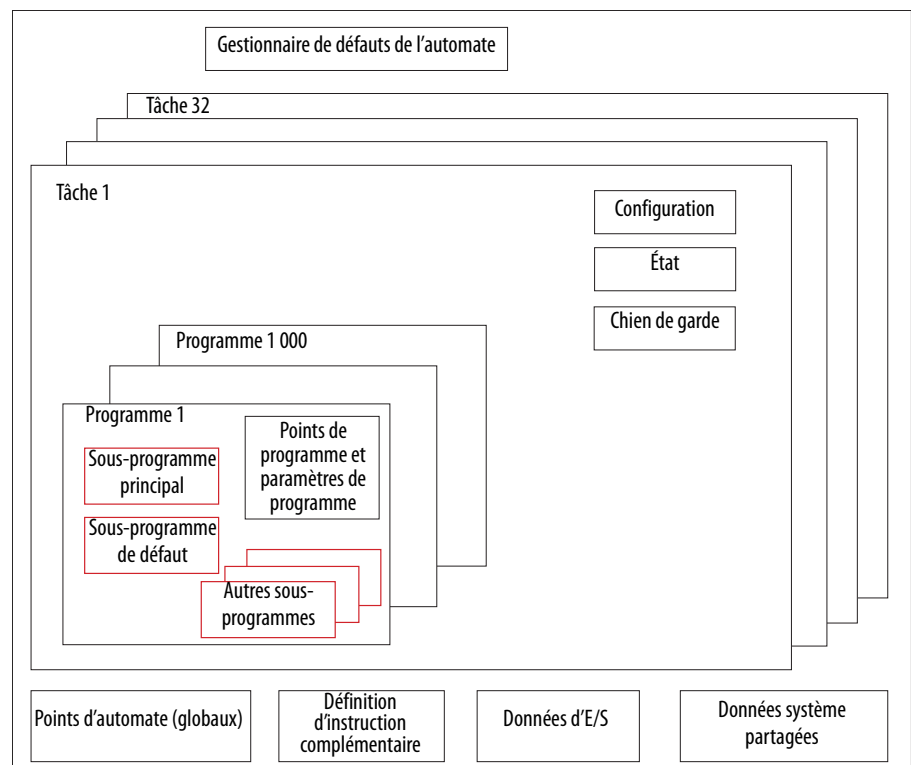 Gestionnaire de défauts de l’automate
Tâche 32
Tâche 1
Configuration
État
Chien de garde
Programme 1 000
Programme 1
Points de
programme et
paramètres de
programme
Sous-programme
principal
Sous-programme
de défaut
Autres sous-
programmes
Points d’automate (globaux)
Définition
d’instruction
complémentaire
Données d’E/S
Données système
partagées